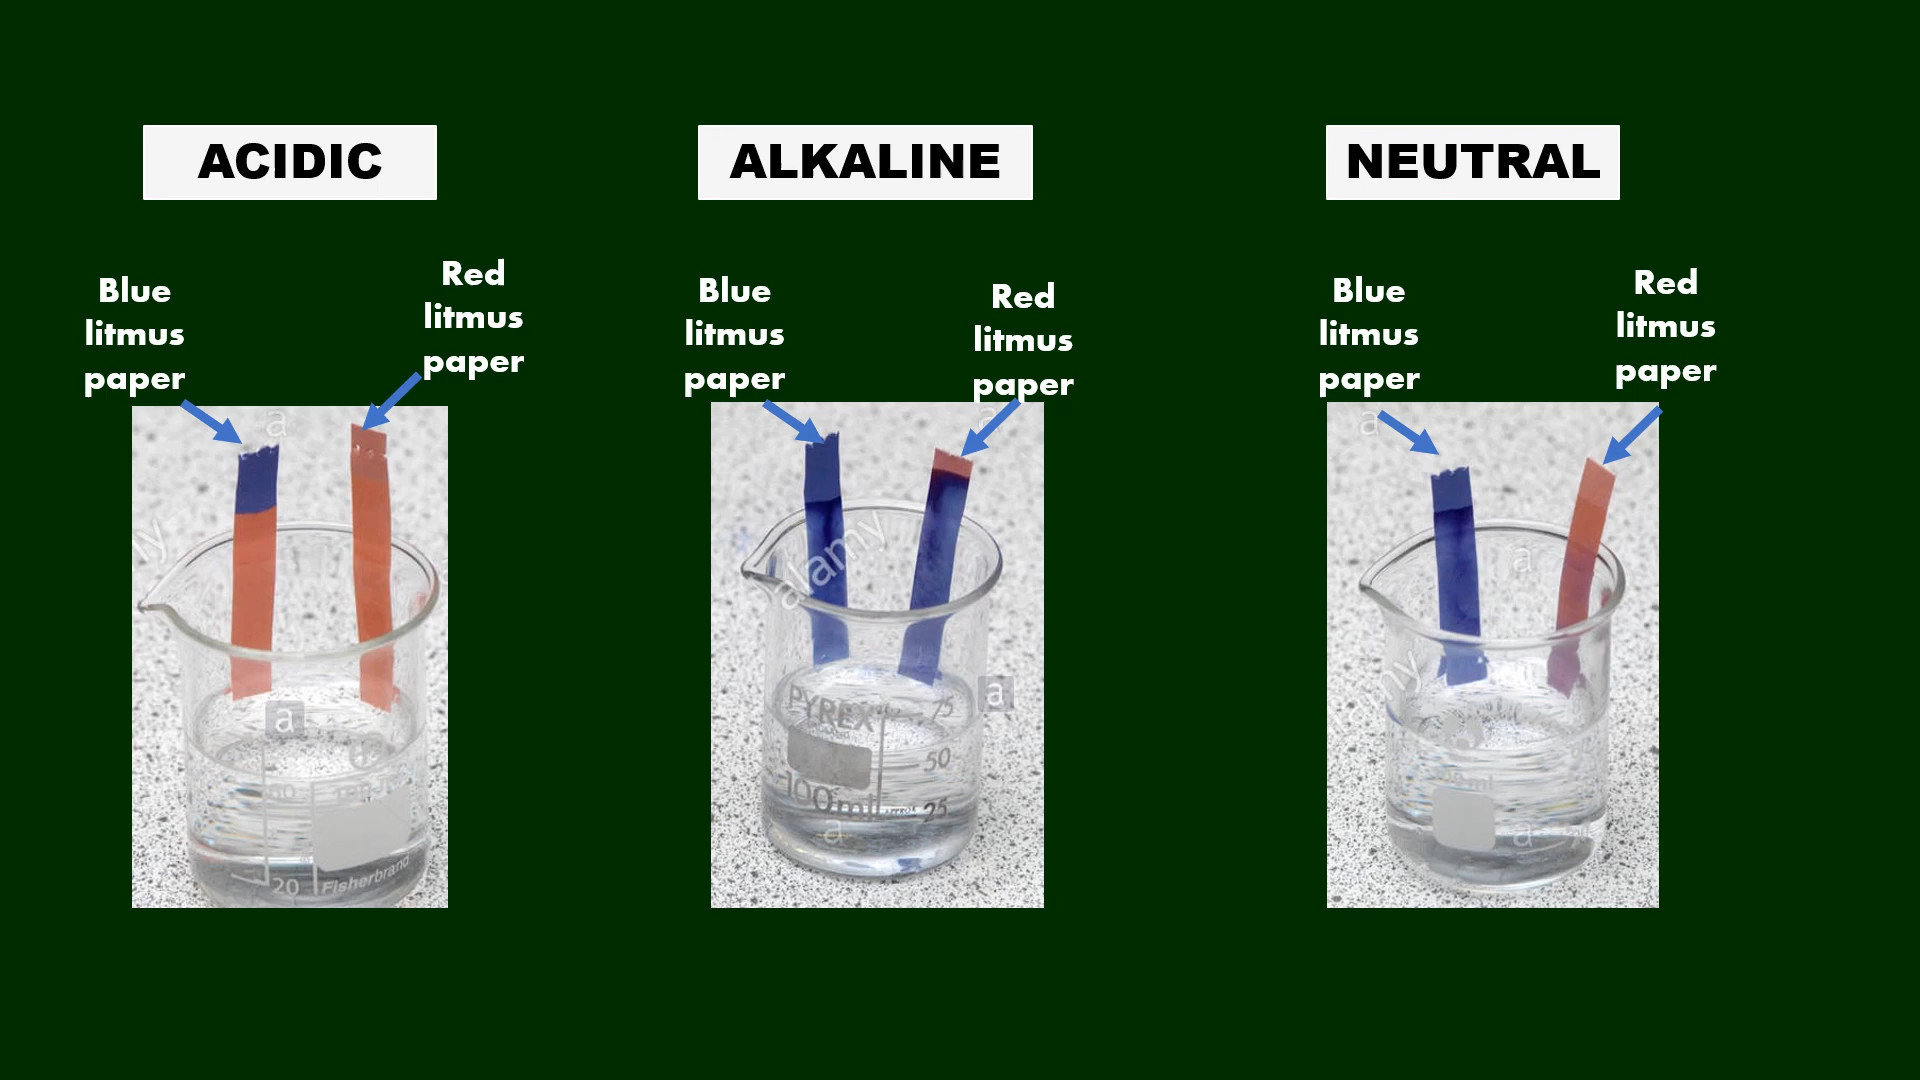 ACIDIC
ALKALINE
NEUTRAL
Blue
litmus
paper
Red
litmus
paper
Blue
litmus
paper
Red
litmus
paper
Blue
litmus
paper
Red
litmus
paper
a
a
20
Fisherbrand
alamy
a
a
PYREX
75
50
100ml
25
a
a
a
a